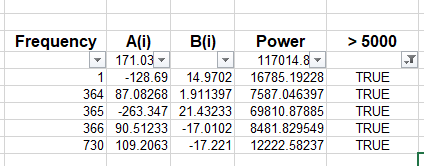 Frequency A(i) B(i) Power > 5000
171.03 117014.8
1 -128.69 14.9702 16785.19228 TRUE
364 87.08268 1.911397 7587.046397 TRUE
365 -263.347 21.43233 69810.87885 TRUE
366 90.51233 -17.0102 8481.829549 TRUE
730 109.2063 -17.221 12222.58237 TRUE